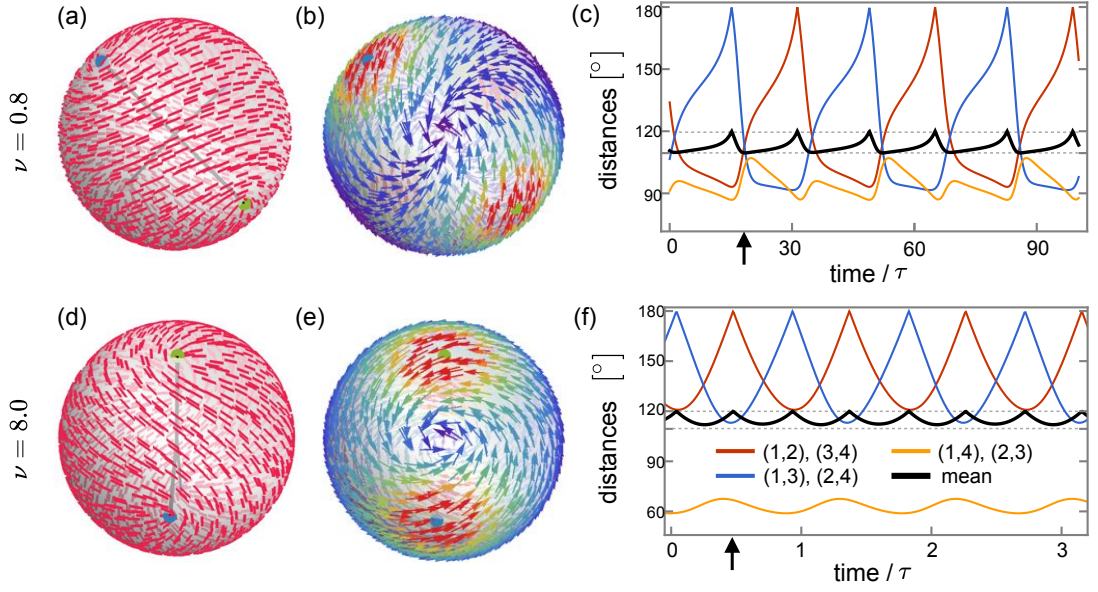 (a)
(b)
(c)
ν = 0.8
distances [°]
180
150
120
90
0
30
60
90
time / τ
(d)
(e)
(f)
ν = 8.0
distances [°]
180
150
120
90
60
(1,2), (3,4)
(1,4), (2,3)
(1,3), (2,4)
mean
0
1
2
3
time / τ